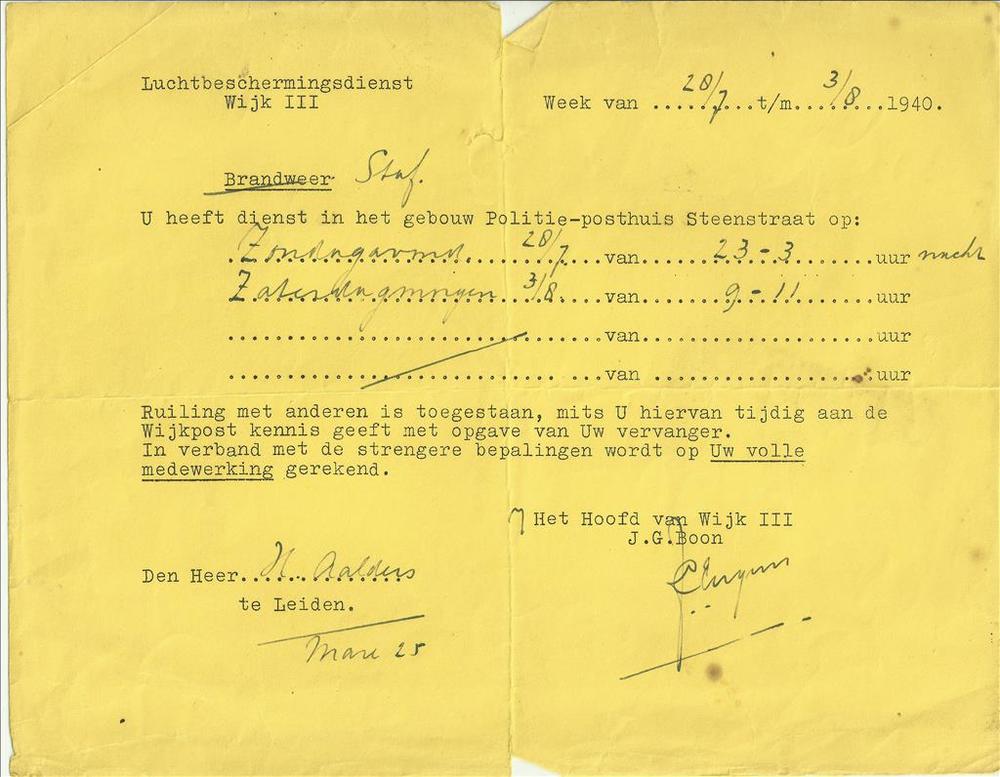 Luchtbeschermingsdienst
Wijk III
Week van ...28/7...t/m...3/8...1940.
Brandweer Staf.
U heeft dienst in het gebouw Politie-posthuis Steenstraat op:
Zondagavond 28/7 van 23-3 uur nacht
Zaterdagmorgen 3/8 van 9-11 uur
van uur
van uur
Ruiling met anderen is toegestaan, mits U hiervan tijdig aan de
Wijkpost kennis geeft met opgave van Uw vervanger.
In verband met de strengere bepalingen wordt op Uw volle
medewerking gerekend.
Het Hoofd van Wijk III
J.G.Boon
Den Heer...H. Aalders
te Leiden.
Mare 25